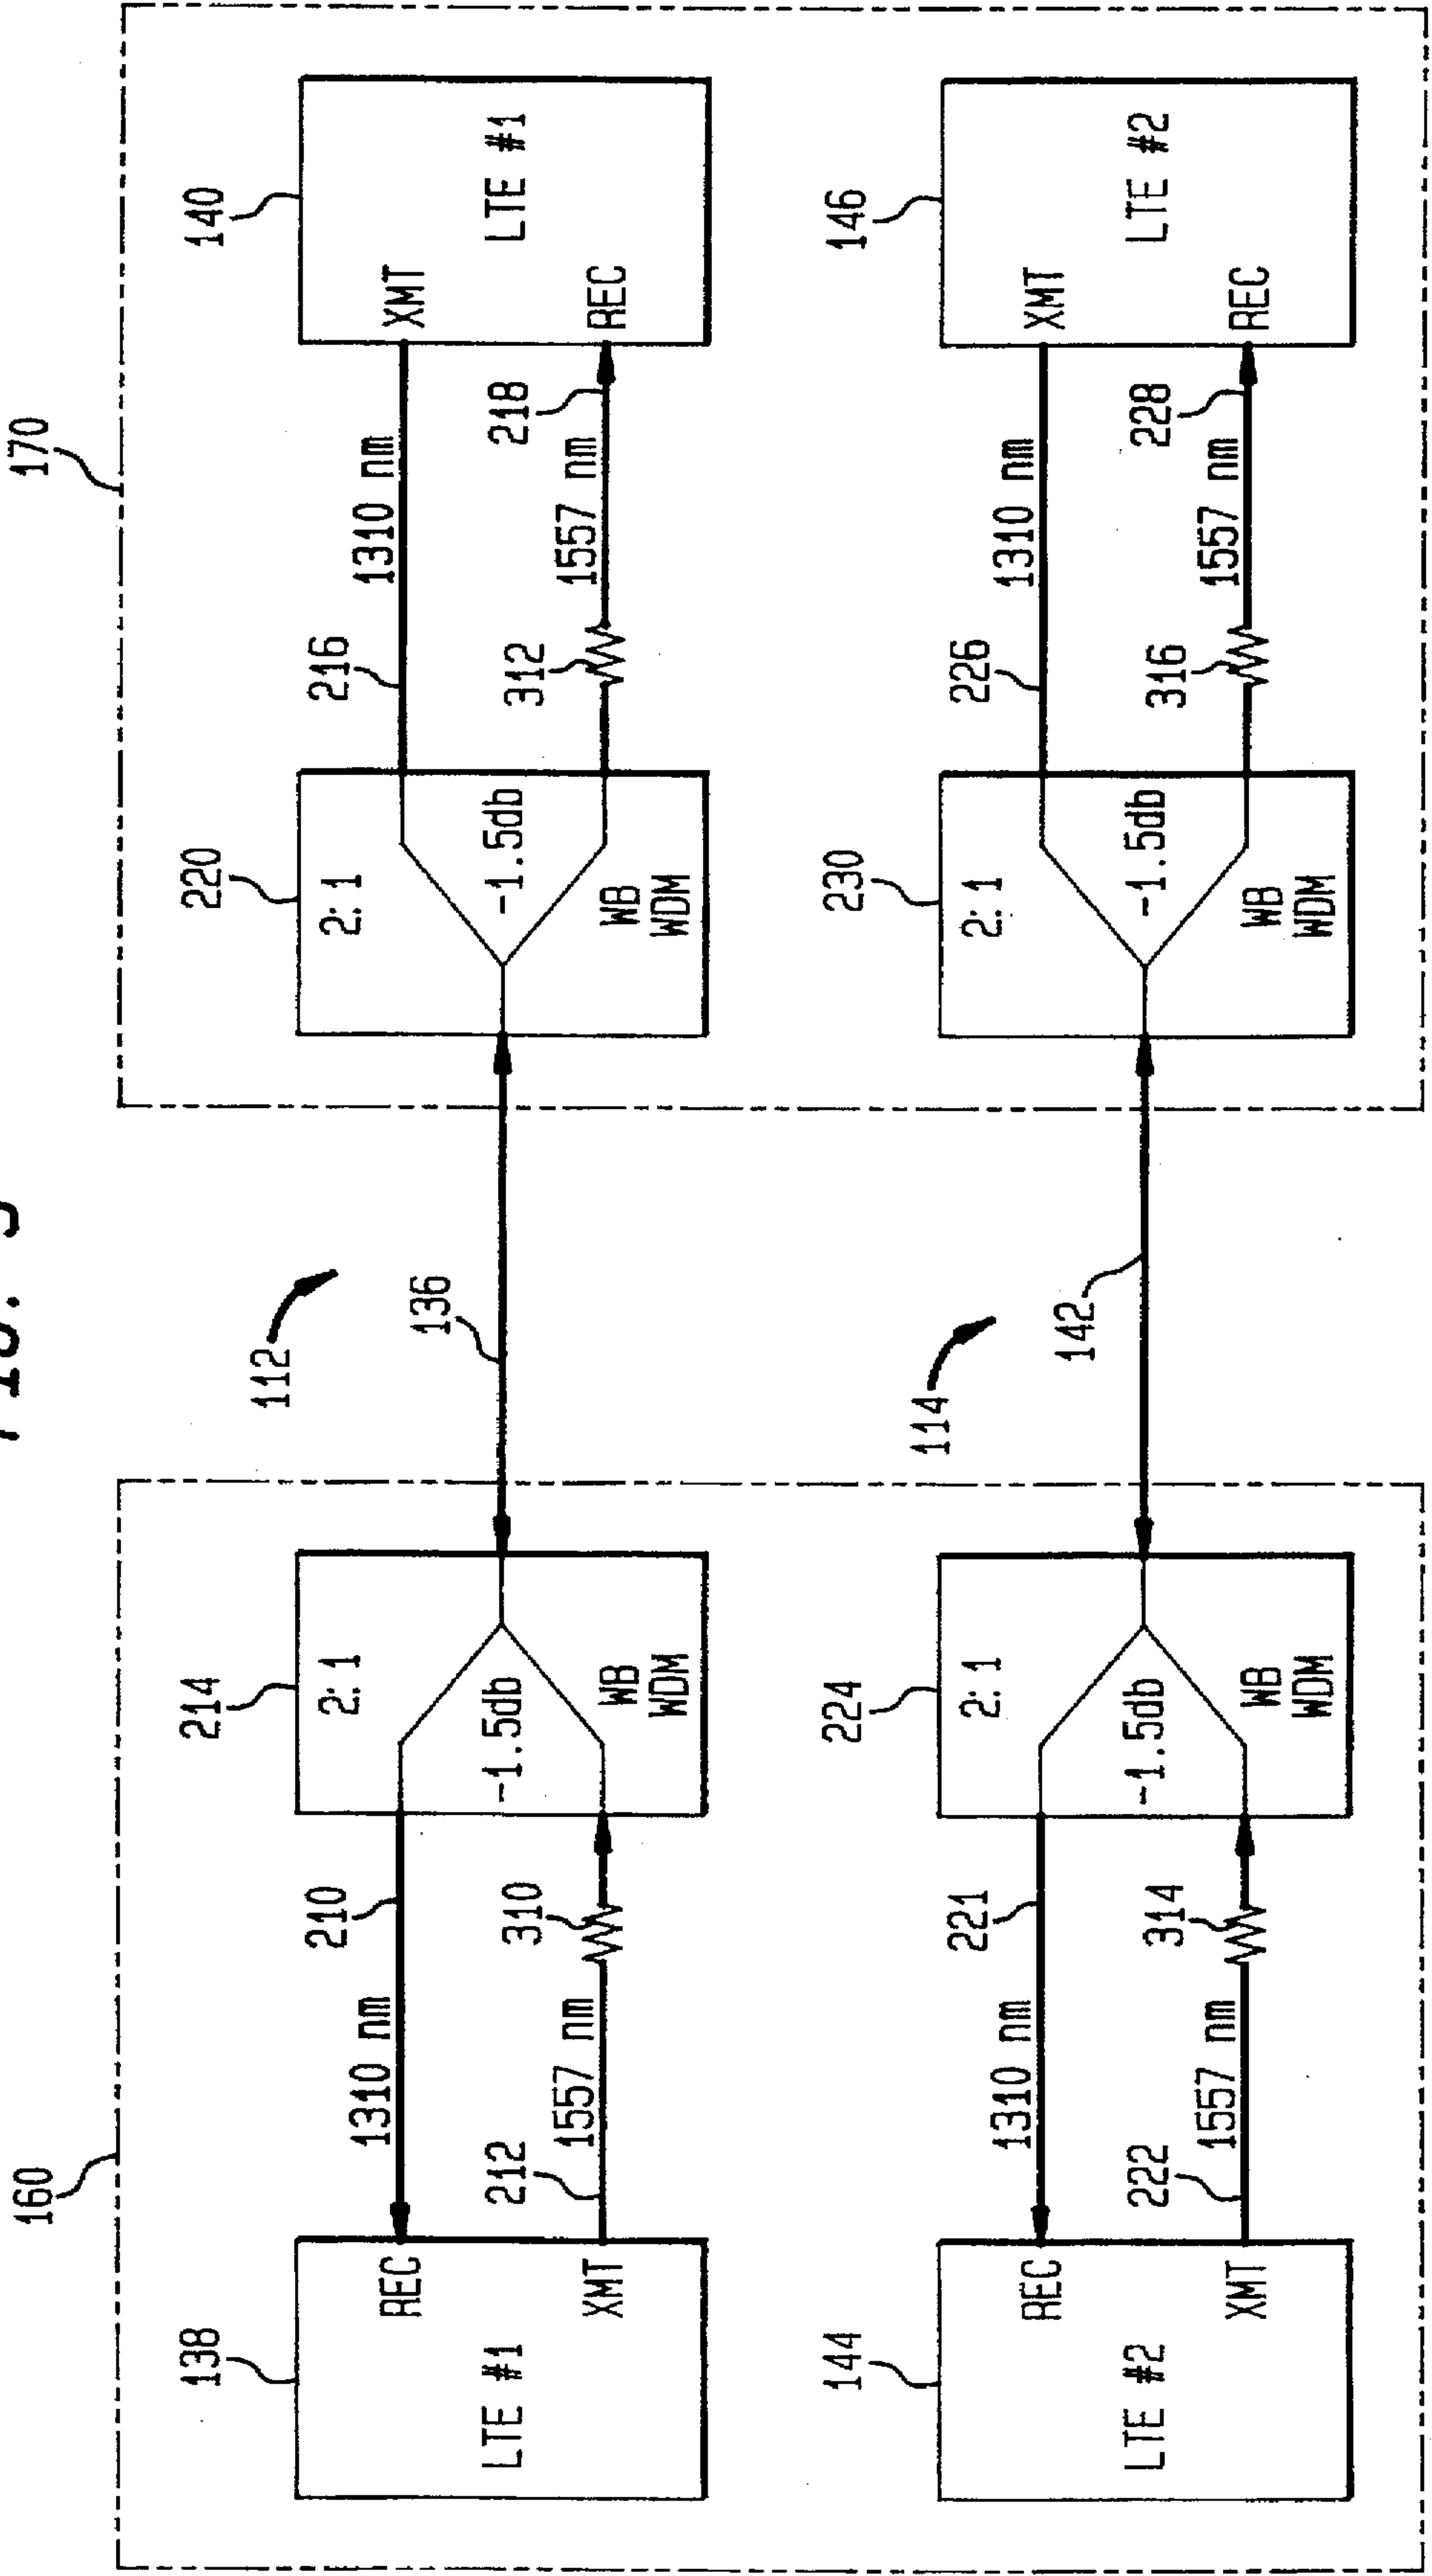 FIG. 3
160
170
138
LTE #1
REC
XMT
1310 nm
210
212
1557 nm
310
214
2:1
-1.5db
WB
WDM
112
136
220
2:1
-1.5db
WB
WDM
216
1310 nm
312
1557 nm
218
140
XMT
REC
LTE #1
144
LTE #2
REC
XMT
1310 nm
221
222
1557 nm
314
224
2:1
-1.5db
WB
WDM
114
142
230
2:1
-1.5db
WB
WDM
226
1310 nm
316
1557 nm
228
146
XMT
REC
LTE #2